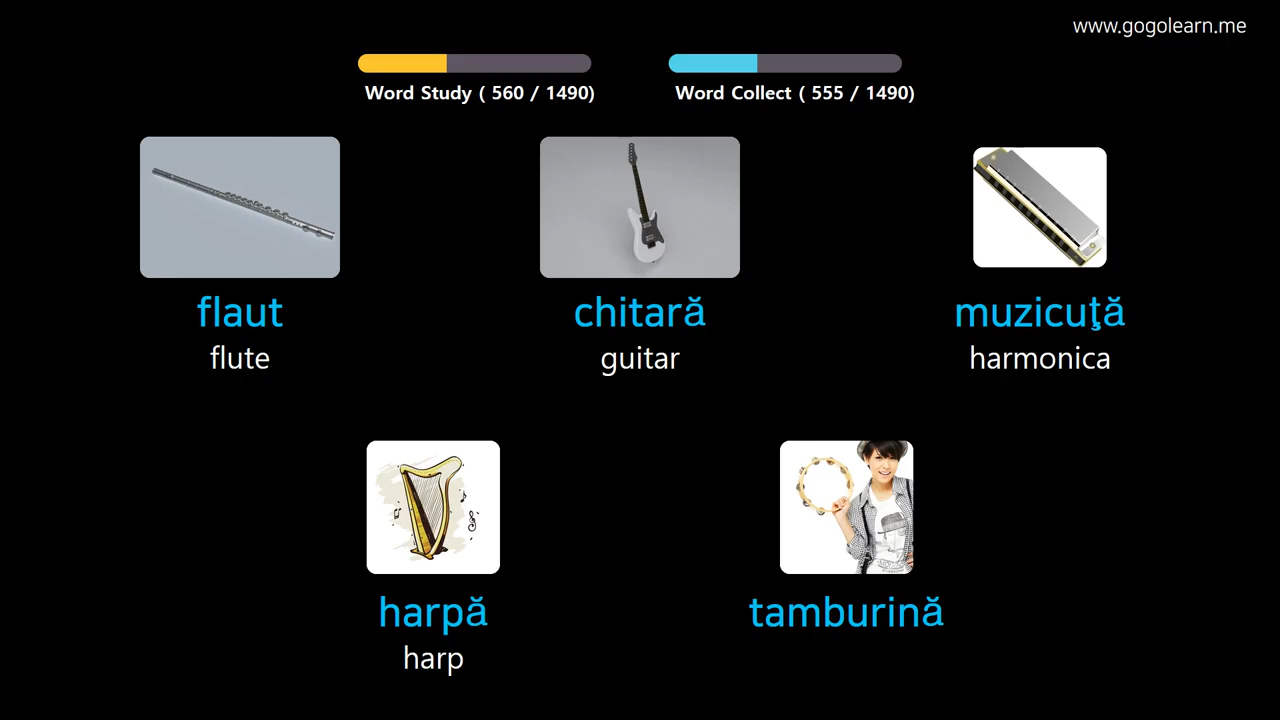 www.gogolearn.me
Word Study ( 560 / 1490)
Word Collect ( 555 / 1490)
flaut
flute
chitară
guitar
muzicuţă
harmonica
harpă
harp
tamburină